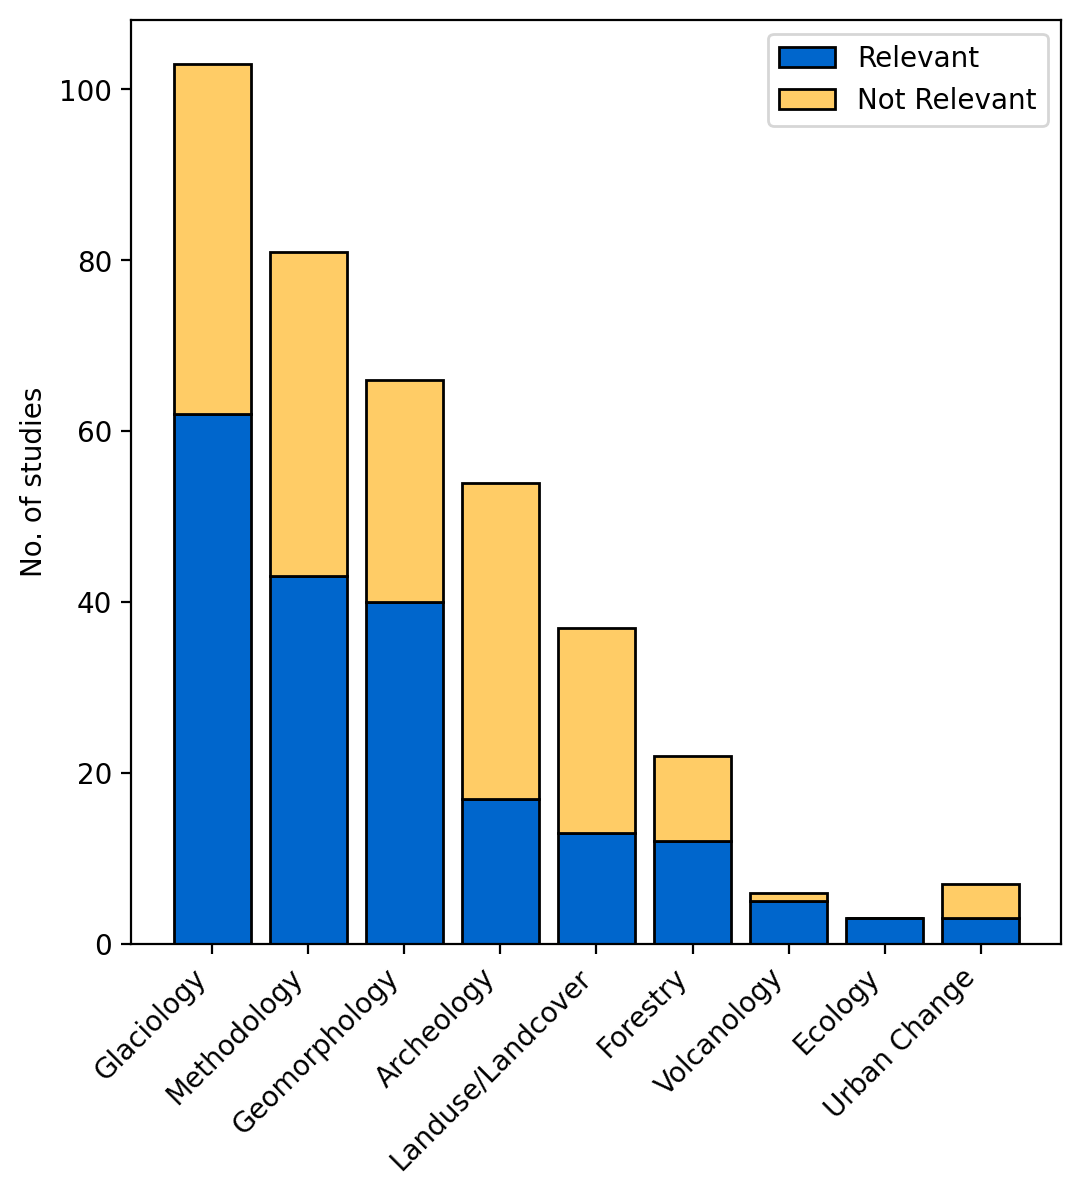 Relevant
Not Relevant
No. of studies
100
80
60
40
20
0
Glaciology
Methodology
Geomorphology
Archeology
Landuse/Landcover
Forestry
Volcanology
Ecology
Urban Change